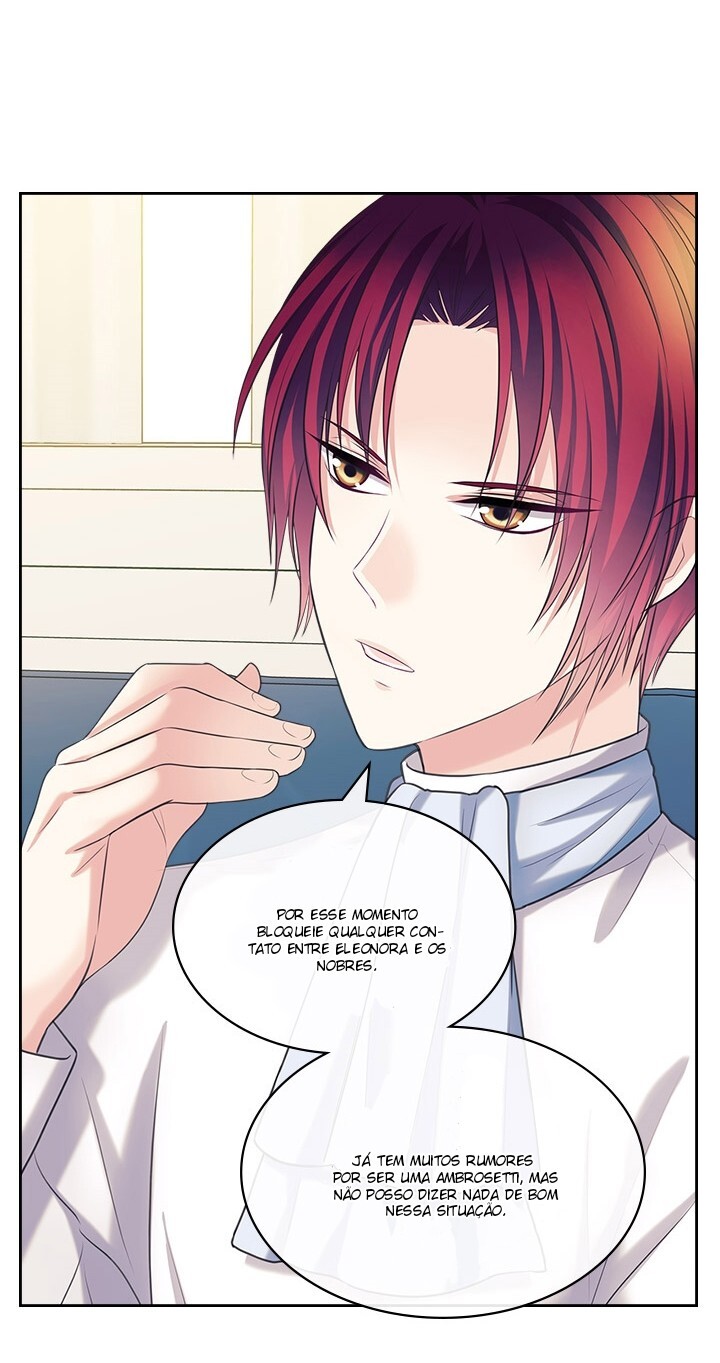 POR ESSE MOMENTO
BLOQUEIE QUALQUER CON-
TATO ENTRE ELEONORA E OS
NOBRES.
JÁ TEM MUITOS RUMORES
POR SER UMA AMBROSETTI, MAS
NÃO POSSO DIZER NADA DE BOM
NESSA SITUAÇÃO.